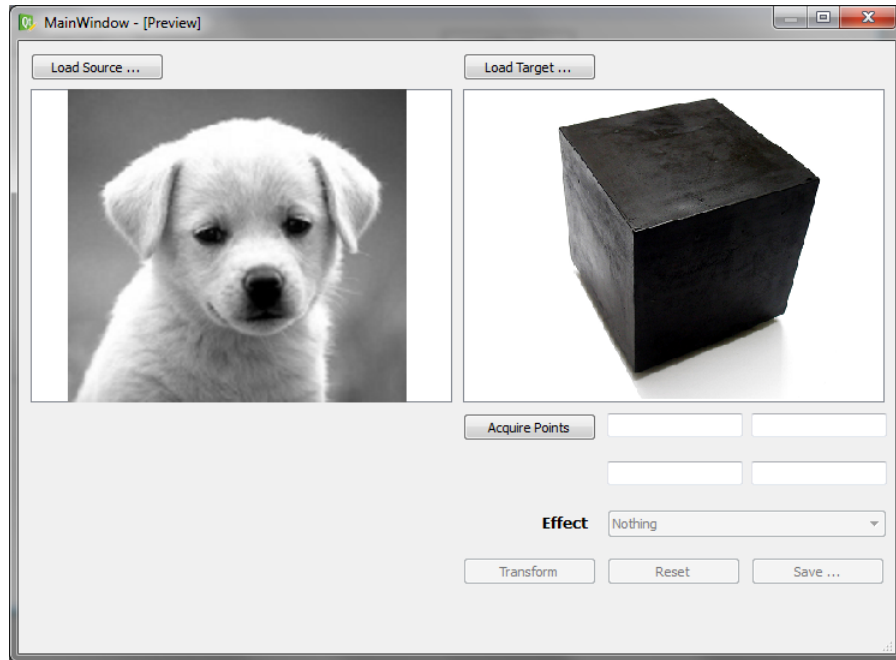 MainWindow - [Preview]
Load Source ...
Load Target ...
Acquire Points
Effect
Nothing
Transform
Reset
Save ...